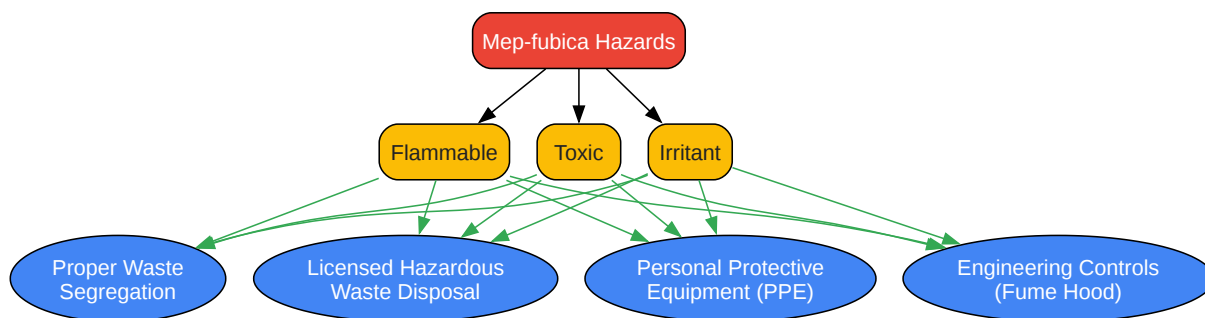 Mep-fubica Hazards
Flammable
Toxic
Irritant
Proper Waste
Segregation
Licensed Hazardous
Waste Disposal
Personal Protective
Equipment (PPE)
Engineering Controls
(Fume Hood)